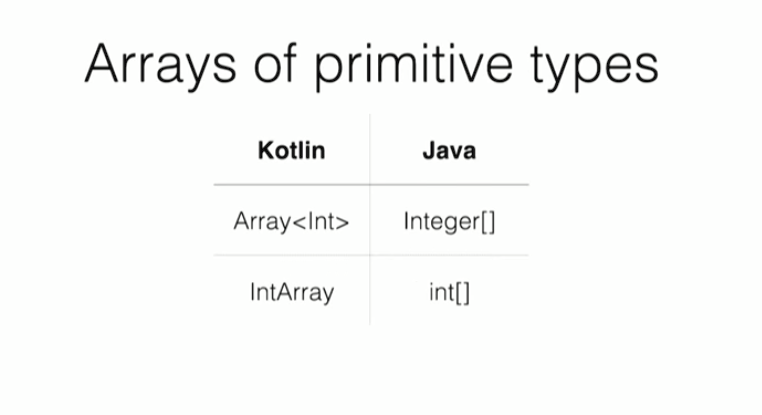 Arrays of primitive types
Kotlin Java
Array<Int> Integer[]
IntArray int[]